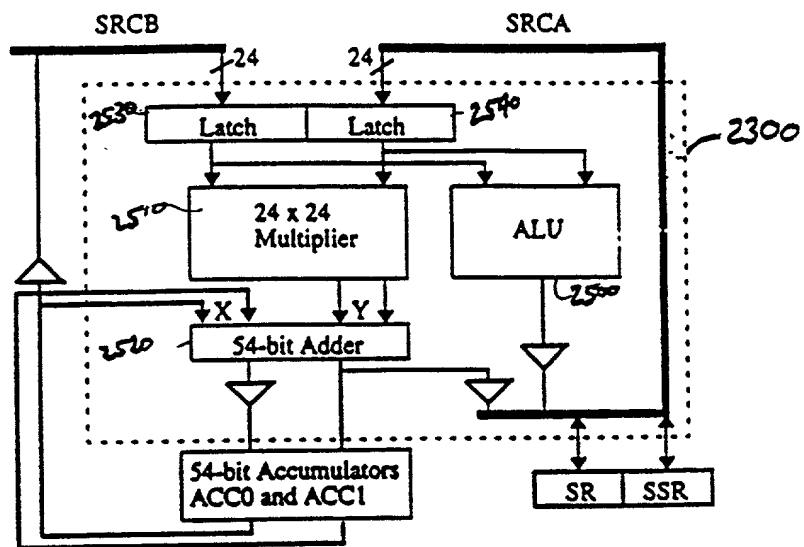 SRCB SRCA
24 24
2530 Latch Latch 2540
2300
2510 24 x 24
Multiplier
ALU
2500
X Y
2520 54-bit Adder
54-bit Accumulators
ACC0 and ACC1
SR SSR